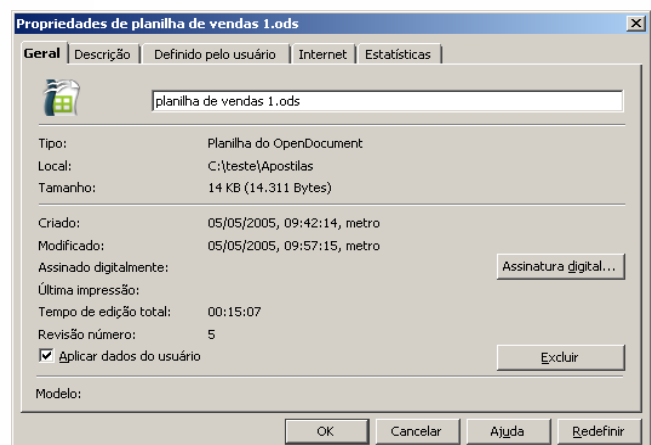 Propriedades de planilha de vendas 1.ods
Geral Descrição Definido pelo usuário Internet Estatísticas
planilha de vendas 1.ods
Tipo: Planilha do OpenDocument
Local: C:\teste\Apostilas
Tamanho: 14 KB (14.311 Bytes)
Criado: 05/05/2005, 09:42:14, metro
Modificado: 05/05/2005, 09:57:15, metro
Assinado digitalmente: Assinatura digital...
Última impressão:
Tempo de edição total: 00:15:07
Revisão número: 5
Aplicar dados do usuário Excluir
Modelo:
OK Cancelar Ajuda Redefinir